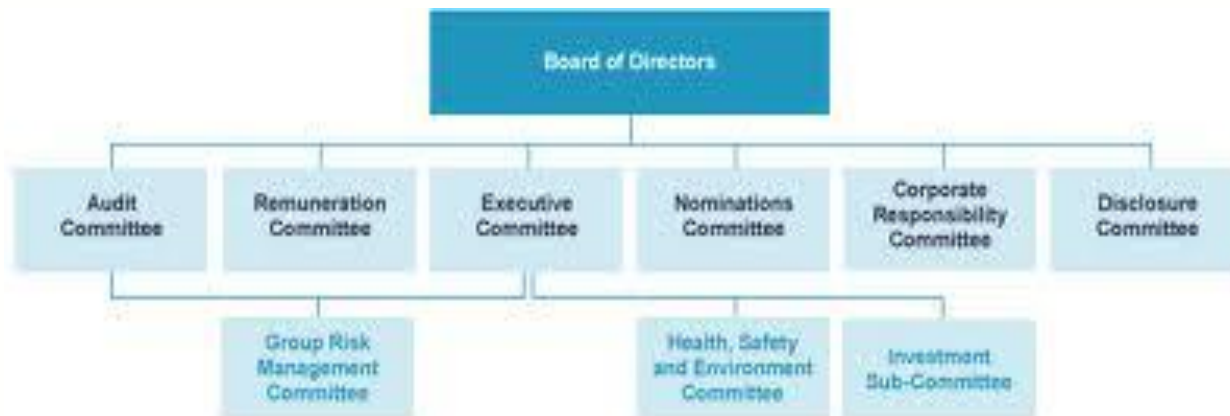 Board of Directors
Audit
Committee
Remuneration
Committee
Executive
Committee
Nominations
Committee
Corporate
Responsibility
Committee
Disclosure
Committee
Group Risk
Management
Committee
Health, Safety
and Environment
Committee
Investment
Sub-Committee